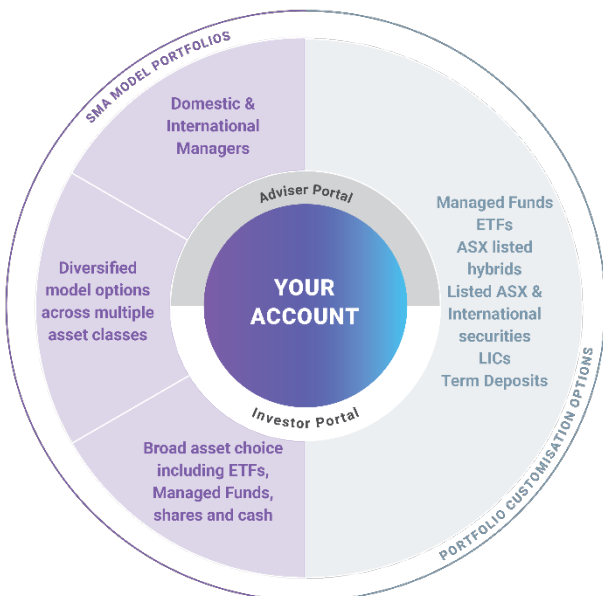 SMA MODEL PORTFOLIOS
Domestic &
International
Managers
Diversified
model options
across multiple
asset classes
Broad asset choice
including ETFs,
Managed Funds,
shares and cash
Adviser Portal
YOUR
ACCOUNT
Investor Portal
Managed Funds
ETFs
ASX listed
hybrids
Listed ASX &
International
securities
LICs
Term Deposits
PORTFOLIO CUSTOMISATION OPTIONS